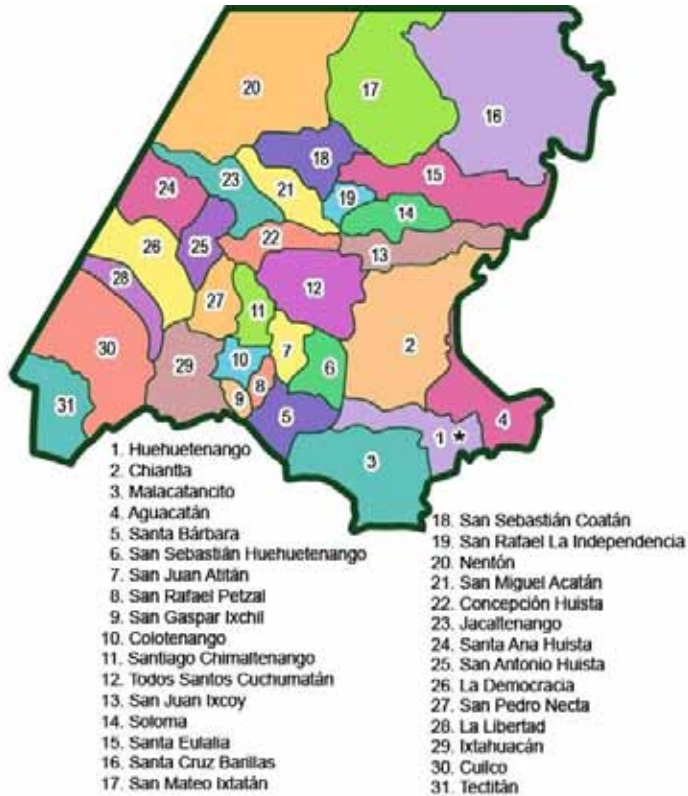 20
17
16
18
15
24
23
21
19
14
26
25
22
13
28
12
27
11
2
30
29
10
7
6
8
9
31
5
1
4
3
1. Huehuetenango
2. Chiantla
3. Malacatancito
4. Aguacatán
5. Santa Bárbara
6. San Sebastián Huehuetenango
7. San Juan Atitán
8. San Rafael Petzal
9. San Gaspar Ixchil
10. Colotenango
11. Santiago Chimaltenango
12. Todos Santos Cuchumatán
13. San Juan Ixcoy
14. Soloma
15. Santa Eulalia
16. Santa Cruz Barillas
17. San Mateo Ixtatán
18. San Sebastián Coatán
19. San Rafael La Independencia
20. Nentón
21. San Miguel Acatán
22. Concepción Huista
23. Jacaltenango
24. Santa Ana Huista
25. San Antonio Huista
26. La Democracia
27. San Pedro Necta
28. La Libertad
29. Ixtahuacán
30. Cuilco
31. Tectitán